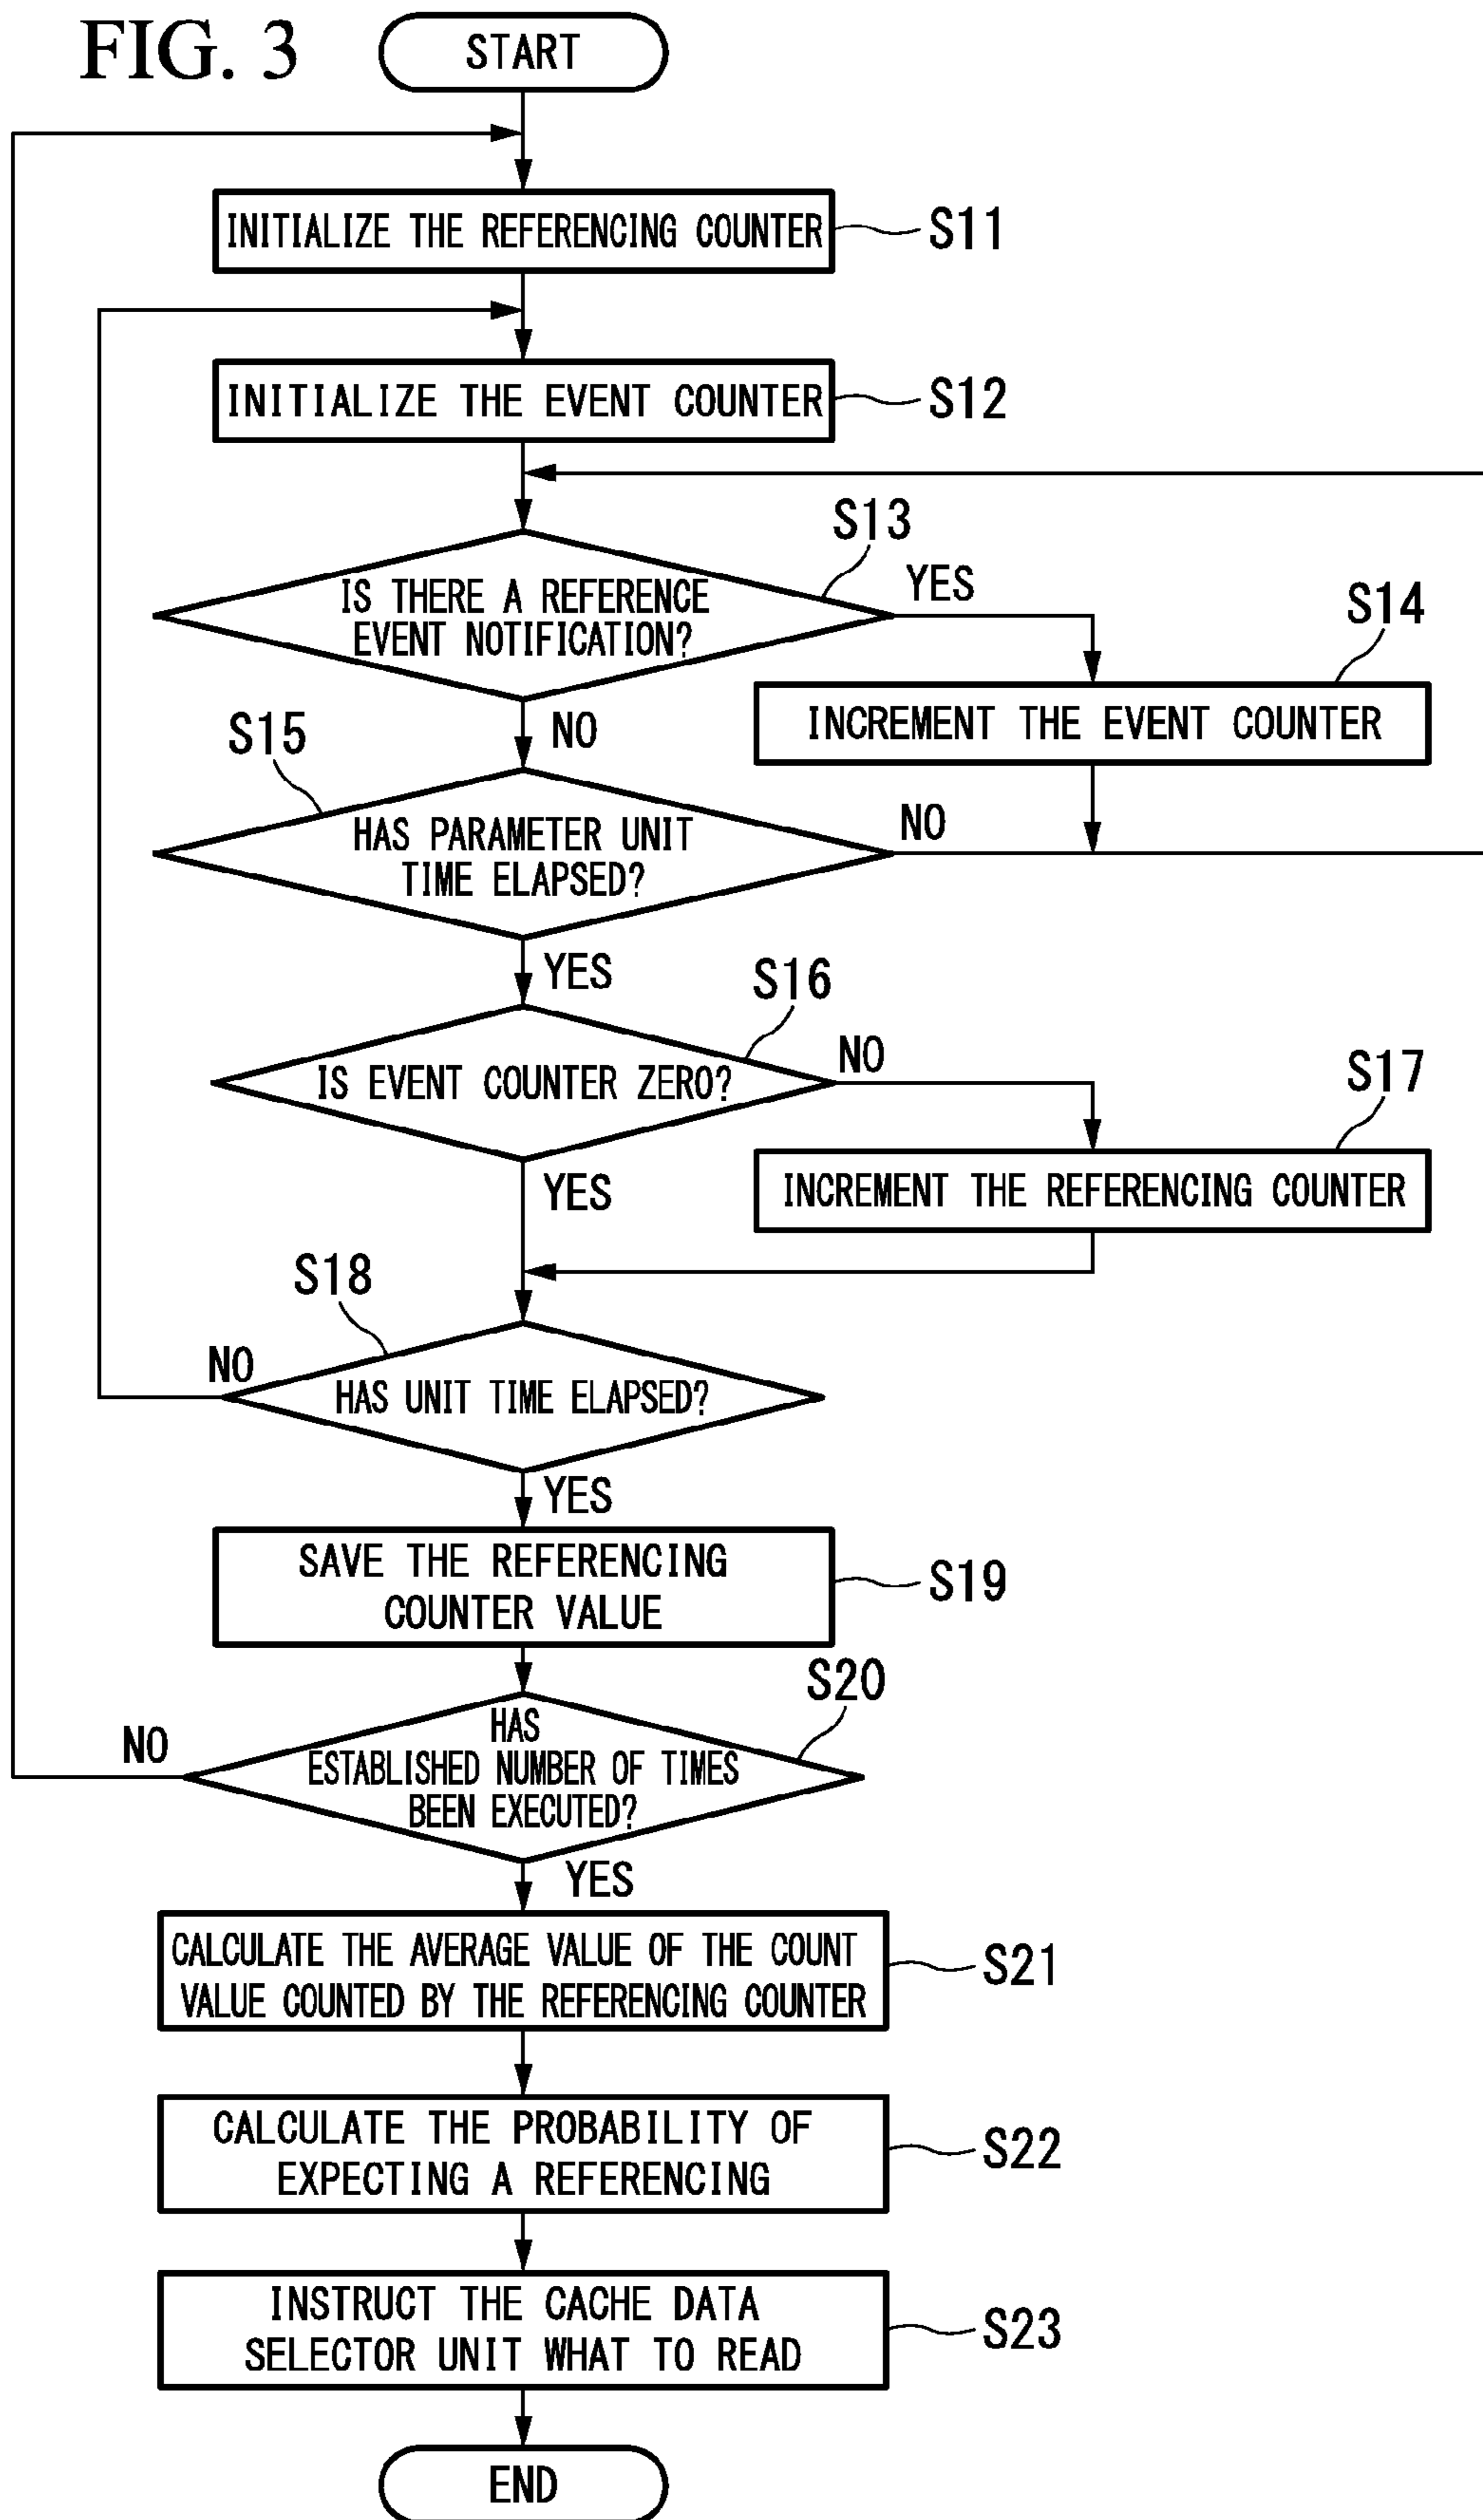 FIG. 3
START
INITIALIZE THE REFERENCING COUNTER
S11
INITIALIZE THE EVENT COUNTER
S12
S13
IS THERE A REFERENCE
EVENT NOTIFICATION?
YES
S14
INCREMENT THE EVENT COUNTER
NO
S15
HAS PARAMETER UNIT
TIME ELAPSED?
NO
YES
S16
IS EVENT COUNTER ZERO?
NO
S17
INCREMENT THE REFERENCING COUNTER
YES
S18
NO
HAS UNIT TIME ELAPSED?
YES
SAVE THE REFERENCING
COUNTER VALUE
S19
S20
NO
HAS
ESTABLISHED NUMBER OF TIMES
BEEN EXECUTED?
YES
CALCULATE THE AVERAGE VALUE OF THE COUNT
VALUE COUNTED BY THE REFERENCING COUNTER
S21
CALCULATE THE PROBABILITY OF
EXPECTING A REFERENCING
S22
INSTRUCT THE CACHE DATA
SELECTOR UNIT WHAT TO READ
S23
END